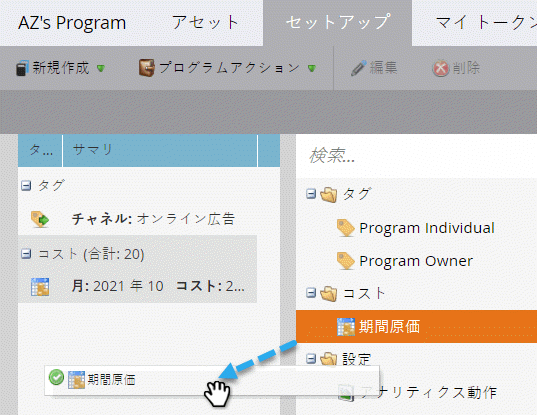 AZ's Program アセット セットアップ マイ トークン
新規作成 プログラムアクション 編集 削除
タ... サマリ
タグ
チャネル: オンライン広告
コスト (合計: 20)
月: 2021 年 10 コスト: 2...
検索...
タグ
Program Individual
Program Owner
コスト
期間原価
設定
アナリティクス動作
期間原価